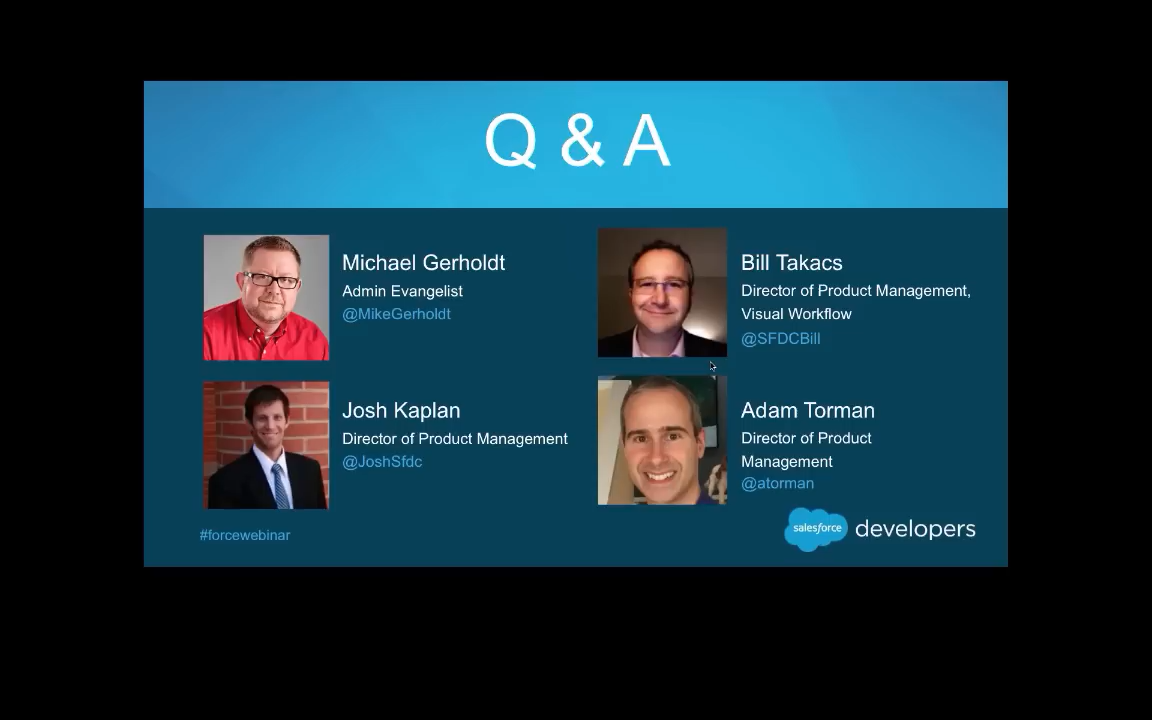 Q & A
Michael Gerholdt
Admin Evangelist
@MikeGerholdt
Bill Takacs
Director of Product Management,
Visual Workflow
@SFDCBill
Josh Kaplan
Director of Product Management
@JoshSfdc
Adam Torman
Director of Product
Management
@atorman
#forcewebinar
salesforce developers